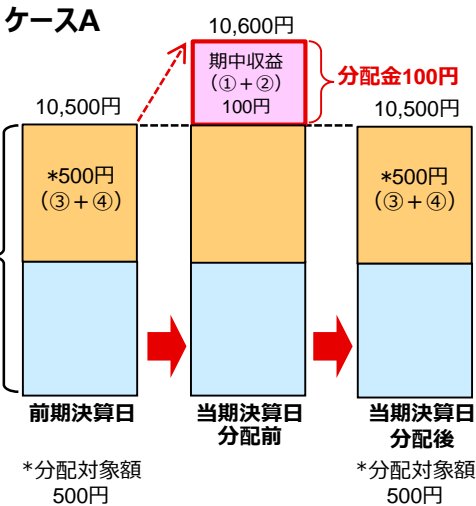 ケースA
10,600円
期中収益
（①＋②）
100円
分配金100円
10,500円
10,500円
*500円
（③＋④）
*500円
（③＋④）
前期決算日
当期決算日
分配前
当期決算日
分配後
*分配対象額
500円
*分配対象額
500円